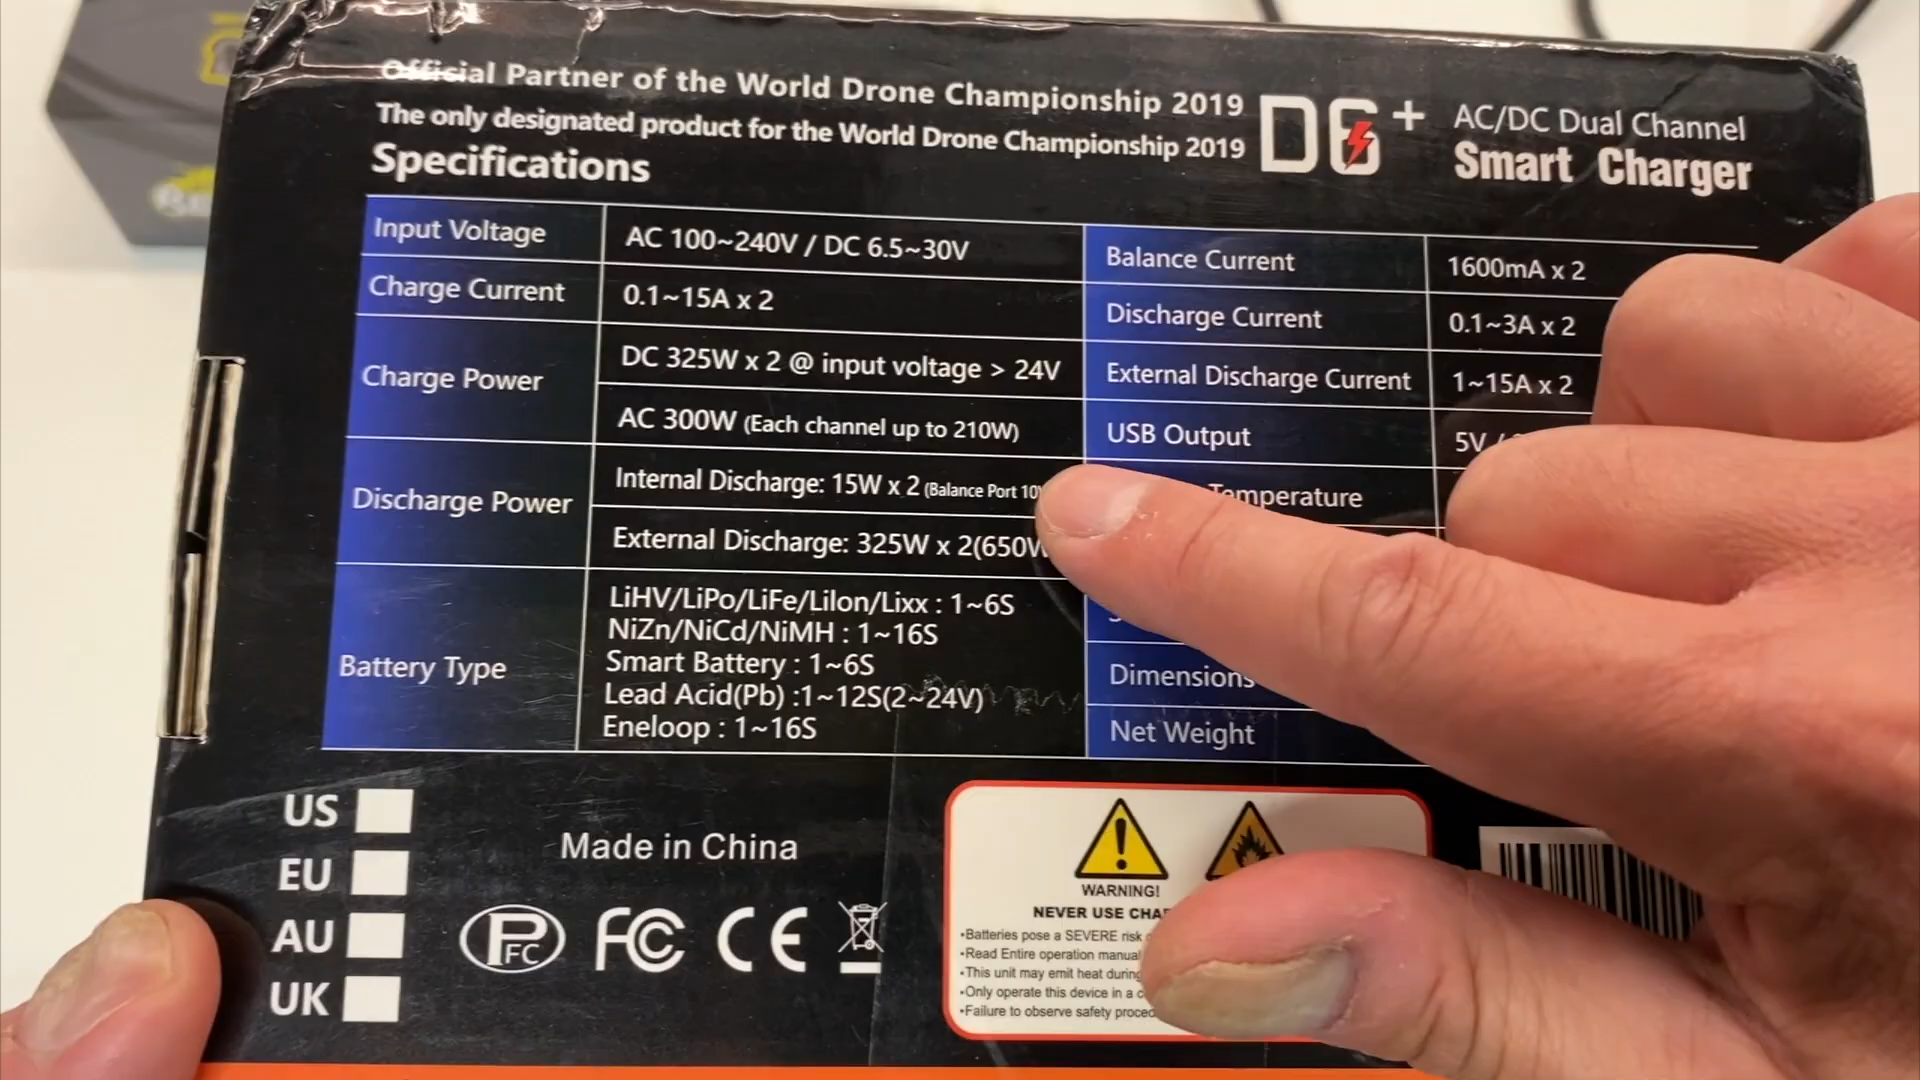 Official Partner of the World Drone Championship 2019
The only designated product for the World Drone Championship 2019
D6+
AC/DC Dual Channel
Smart Charger
Specifications
Input Voltage AC 100~240V / DC 6.5~30V
Charge Current 0.1~15A x 2
Charge Power DC 325W x 2 @ input voltage > 24V
AC 300W (Each channel up to 210W)
Discharge Power Internal Discharge: 15W x 2 (Balance Port
External Discharge: 325W x 2(650W
Battery Type LiHV/LiPo/LiFe/LiIon/Lixx : 1~6S
NiZn/NiCd/NiMH : 1~16S
Smart Battery : 1~6S
Lead Acid(Pb) :1~12S(2~24V)
Eneloop : 1~16S
Balance Current 1600mA x 2
Discharge Current 0.1~3A x 2
External Discharge Current 1~15A x 2
USB Output 5V /
Temperature
Dimensions
Net Weight
US
EU
AU
UK
Made in China
PFC FC CE
WARNING!
NEVER USE
•Batteries pose a SEVERE risk
•Read Entire operation manual
•This unit may emit heat during
•Only operate this device in a
•Failure to observe safety